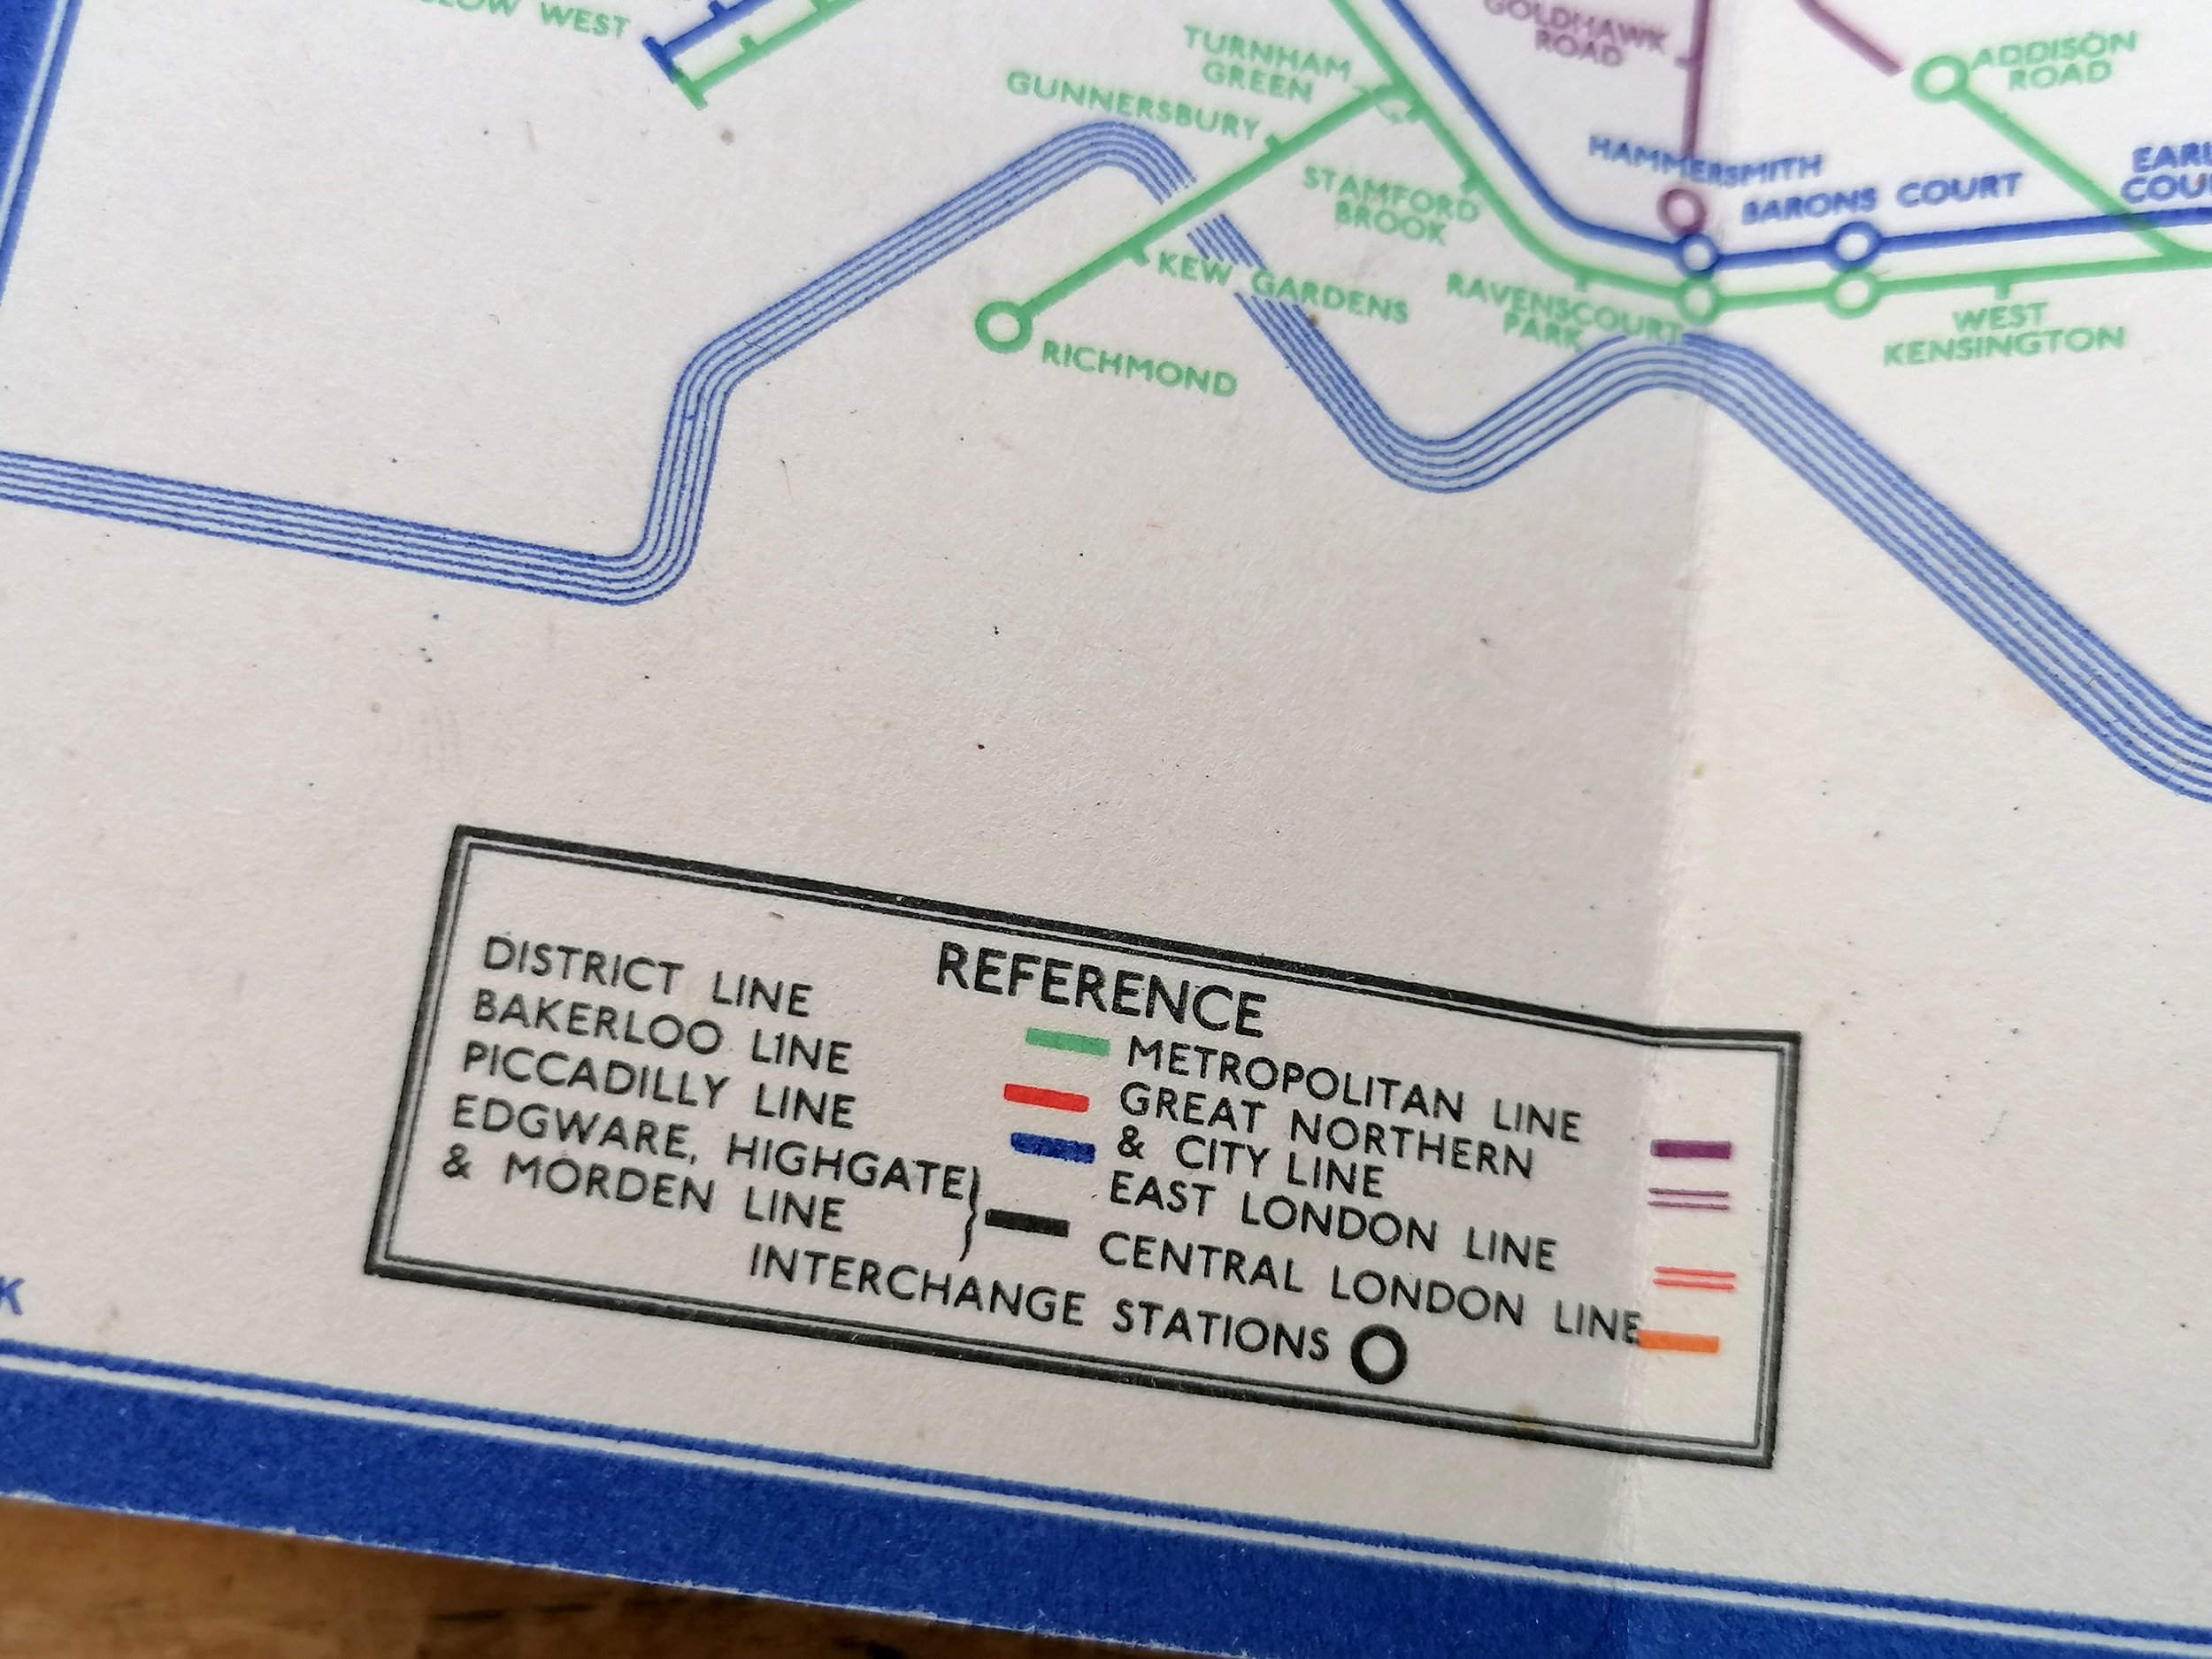 WEST
TURNHAM
GREEN
GUNNERSBURY
GOLDHAWK
ROAD
ADDISON
ROAD
HAMMERSMITH
BARONS COURT
STAMFORD
BROOK
KEW GARDENS
RAVENSCOURT
PARK
WEST
KENSINGTON
RICHMOND
REFERENCE
DISTRICT LINE
BAKERLOO LINE
PICCADILLY LINE
EDGWARE, HIGHGATE
& MORDEN LINE
METROPOLITAN LINE
GREAT NORTHERN
& CITY LINE
EAST LONDON LINE
CENTRAL LONDON LINE
INTERCHANGE STATIONS
K